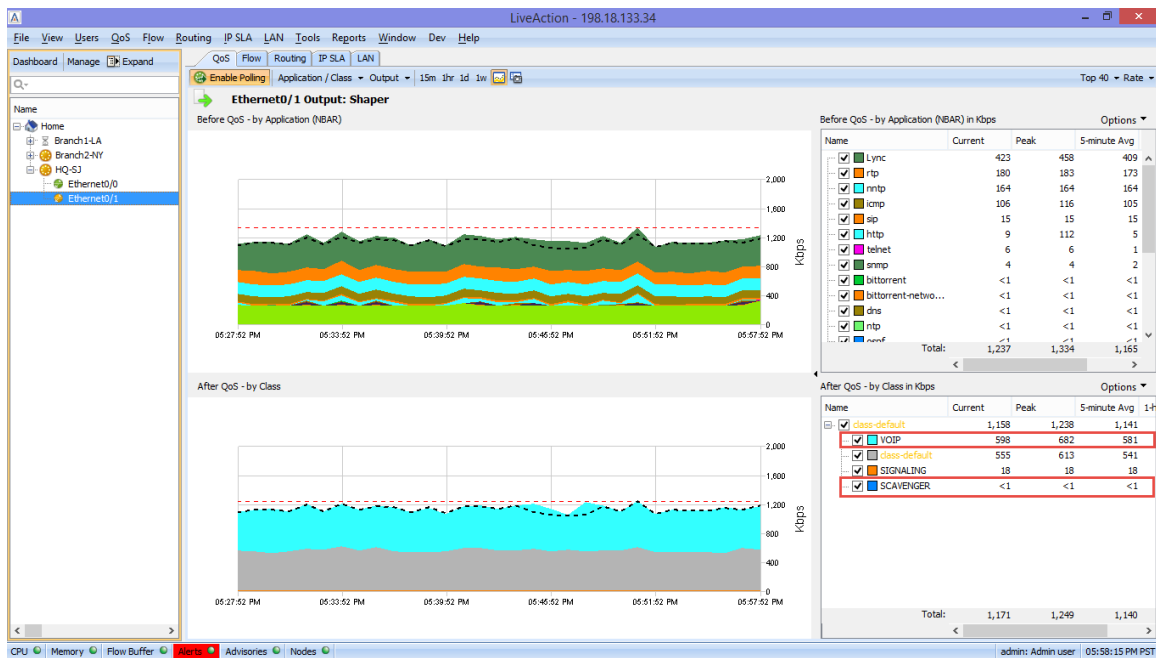 LiveAction - 198.18.133.34
File View Users QoS Flow Routing IP SLA LAN Tools Reports Window Dev Help
Dashboard Manage Expand
Name
Home
Branch1-LA
Branch2-NY
HQ-SJ
Ethernet0/0
Ethernet0/1
QoS Flow Routing IP SLA LAN
Enable Polling Application / Class Output 15m 1hr 1d 1w
Top 40 Rate
Ethernet0/1 Output: Shaper
Before QoS - by Application (NBAR)
2,000
1,600
1,200
800
400
0
Kbps
05:27:52 PM 05:33:52 PM 05:39:52 PM 05:45:52 PM 05:51:52 PM 05:57:52 PM
Before QoS - by Application (NBAR) in Kbps Options
Name Current Peak 5-minute Avg
Lync 423 458 409
rtp 180 183 173
nntp 164 164 164
icmp 106 116 105
sip 15 15 15
http 9 112 5
telnet 6 6 1
snmp 4 4 2
bittorrent <1 <1 <1
bittorrent-netwo... <1 <1 <1
dns <1 <1 <1
ntp <1 <1 <1
ospf <1 <1 <1
Total: 1,237 1,334 1,165
After QoS - by Class
2,000
1,600
1,200
800
400
0
Kbps
05:27:52 PM 05:33:52 PM 05:39:52 PM 05:45:52 PM 05:51:52 PM 05:57:52 PM
After QoS - by Class in Kbps Options
Name Current Peak 5-minute Avg 1-h
class-default 1,158 1,238 1,141
VOIP 598 682 581
class-default 555 613 541
SIGNALING 18 18 18
SCAVENGER <1 <1 <1
Total: 1,171 1,249 1,140
CPU Memory Flow Buffer Alerts Advisories Nodes
admin: Admin user 05:58:15 PM PST